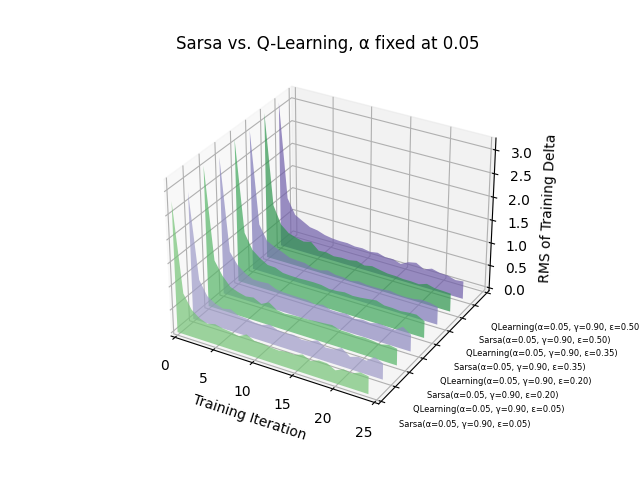 Sarsa vs. Q-Learning, α fixed at 0.05
3.0
2.5
2.0
1.5
1.0
0.5
0.0
RMS of Training Delta
QLearning(α=0.05, γ=0.90, ε=0.50
Sarsa(α=0.05, γ=0.90, ε=0.50)
QLearning(α=0.05, γ=0.90, ε=0.35)
Sarsa(α=0.05, γ=0.90, ε=0.35)
QLearning(α=0.05, γ=0.90, ε=0.20)
Sarsa(α=0.05, γ=0.90, ε=0.20)
QLearning(α=0.05, γ=0.90, ε=0.05)
Sarsa(α=0.05, γ=0.90, ε=0.05)
0
5
10
15
20
25
Training Iteration